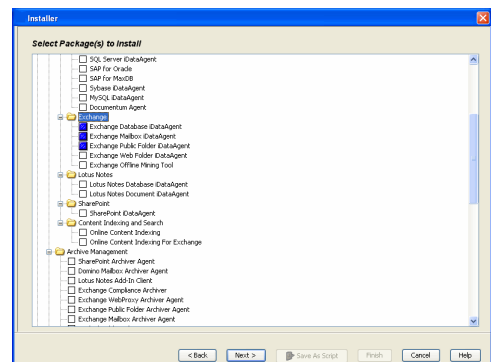 Installer
Select Package(s) to Install
SQL Server iDataAgent
SAP for Oracle
SAP for MaxDB
Sybase iDataAgent
MySQL iDataAgent
Documentum Agent
Exchange
Exchange Database iDataAgent
Exchange Mailbox iDataAgent
Exchange Public Folder iDataAgent
Exchange Web Folder iDataAgent
Exchange Offline Mining Tool
Lotus Notes
Lotus Notes Database iDataAgent
Lotus Notes Document iDataAgent
SharePoint
SharePoint iDataAgent
Content Indexing and Search
Online Content Indexing
Online Content Indexing For Exchange
Archive Management
SharePoint Archiver Agent
Domino Mailbox Archiver Agent
Lotus Notes Add-In Client
Exchange Compliance Archiver
Exchange WebProxy Archiver Agent
Exchange Public Folder Archiver Agent
Exchange Mailbox Archiver Agent
< Back Next > Save As Script Finish Cancel Help